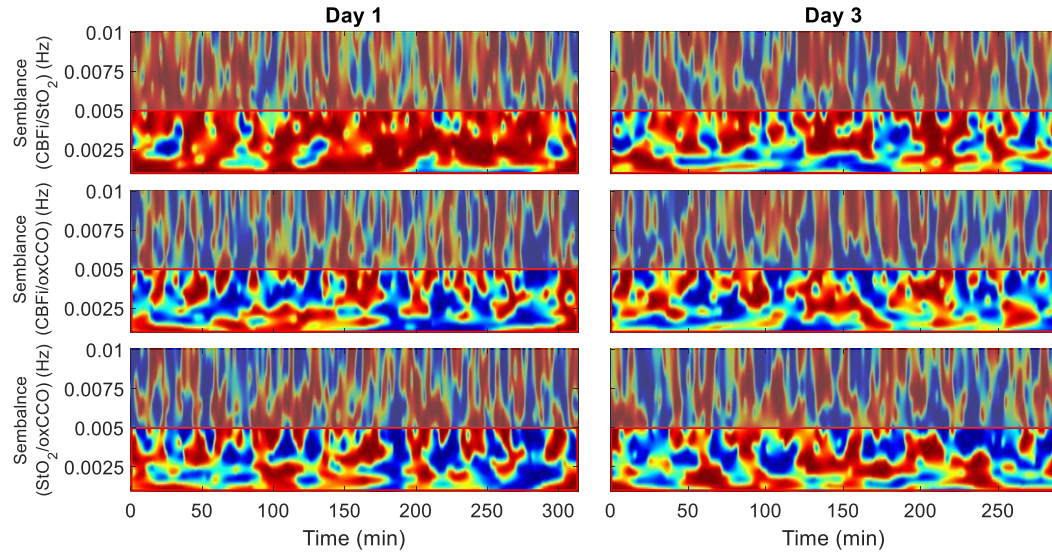 Day 1
Day 3
Semblance
(CBFi/StO2) (Hz)
0.01
0.0075
0.005
0.0025
Semblance
(CBFi/oxCCO) (Hz)
0.01
0.0075
0.005
0.0025
Sembalnce
(StO2/oxCCO) (Hz)
0.01
0.0075
0.005
0.0025
0 50 100 150 200 250 300
0 50 100 150 200 250
Time (min)
Time (min)